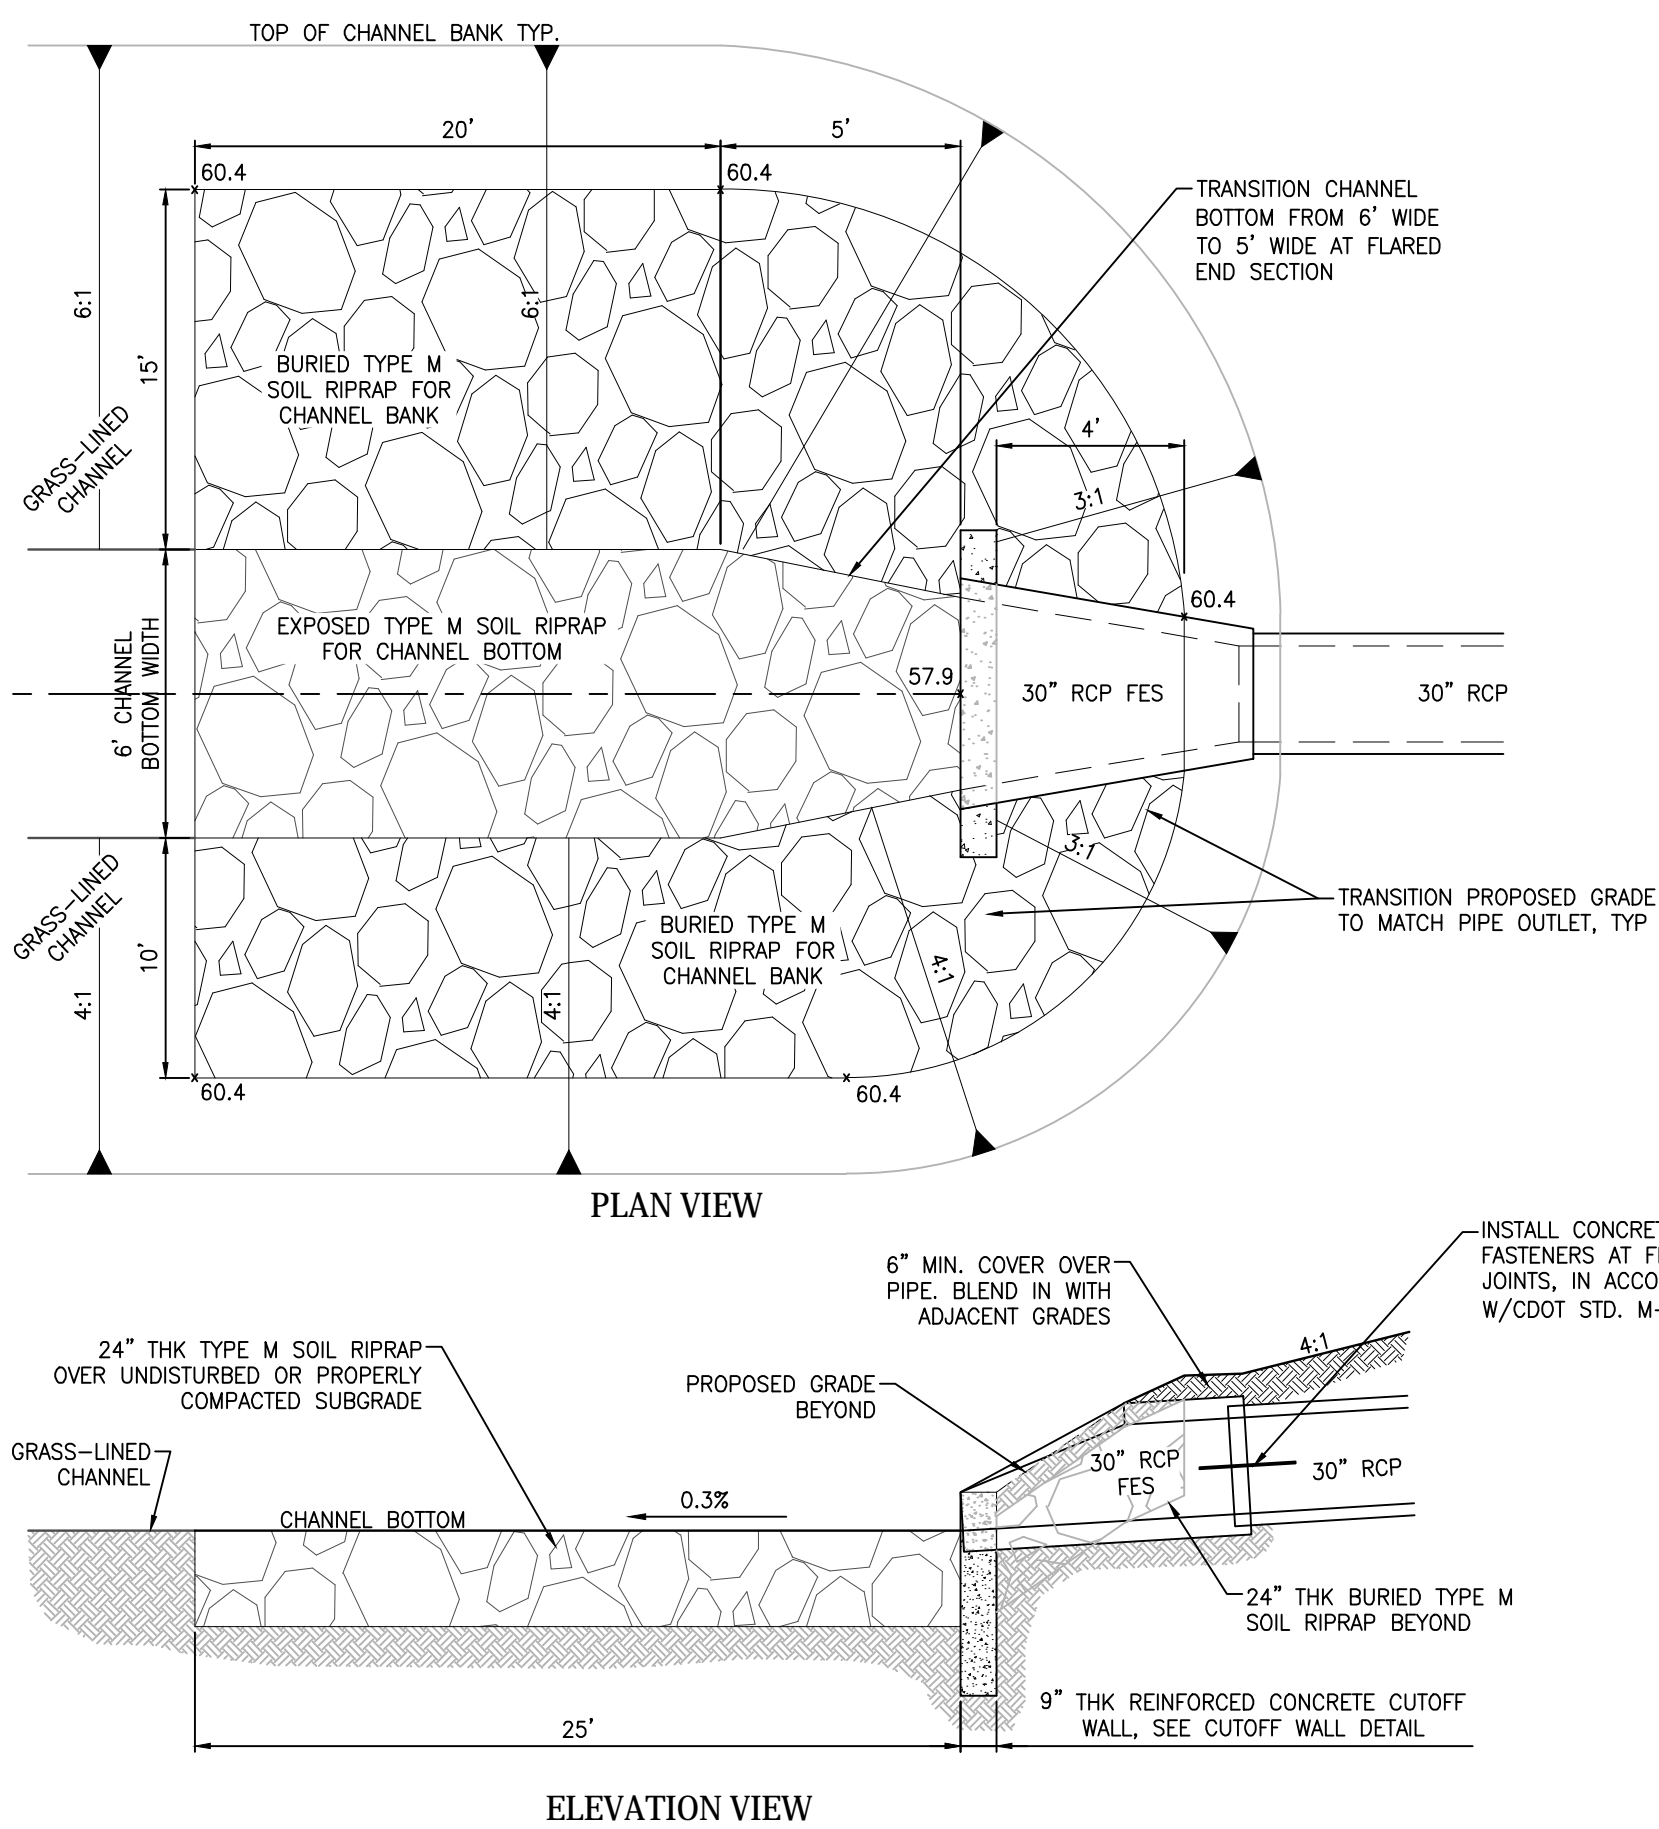 TOP OF CHANNEL BANK TYP.
20'
5'
60.4
60.4
TRANSITION CHANNEL
BOTTOM FROM 6' WIDE
TO 5' WIDE AT FLARED
END SECTION
6:1
6:1
15'
BURIED TYPE M
SOIL RIPRAP FOR
CHANNEL BANK
GRASS-LINED
CHANNEL
4'
3:1
60.4
EXPOSED TYPE M SOIL RIPRAP
FOR CHANNEL BOTTOM
6' CHANNEL
BOTTOM WIDTH
57.9
30" RCP FES
30" RCP
3:1
GRASS-LINED
CHANNEL
TRANSITION PROPOSED GRADE
TO MATCH PIPE OUTLET, TYP
BURIED TYPE M
SOIL RIPRAP FOR
CHANNEL BANK
10'
4:1
4:1
4:1
60.4
60.4
PLAN VIEW
INSTALL CONCRE
FASTENERS AT
JOINTS, IN ACCO
W/CDOT STD. M-
6" MIN. COVER OVER
PIPE. BLEND IN WITH
ADJACENT GRADES
4:1
24" THK TYPE M SOIL RIPRAP
OVER UNDISTURBED OR PROPERLY
COMPACTED SUBGRADE
PROPOSED GRADE
BEYOND
GRASS-LINED
CHANNEL
30" RCP
FES
30" RCP
0.3%
CHANNEL BOTTOM
24" THK BURIED TYPE M
SOIL RIPRAP BEYOND
9" THK REINFORCED CONCRETE CUTOFF
WALL, SEE CUTOFF WALL DETAIL
25'
ELEVATION VIEW